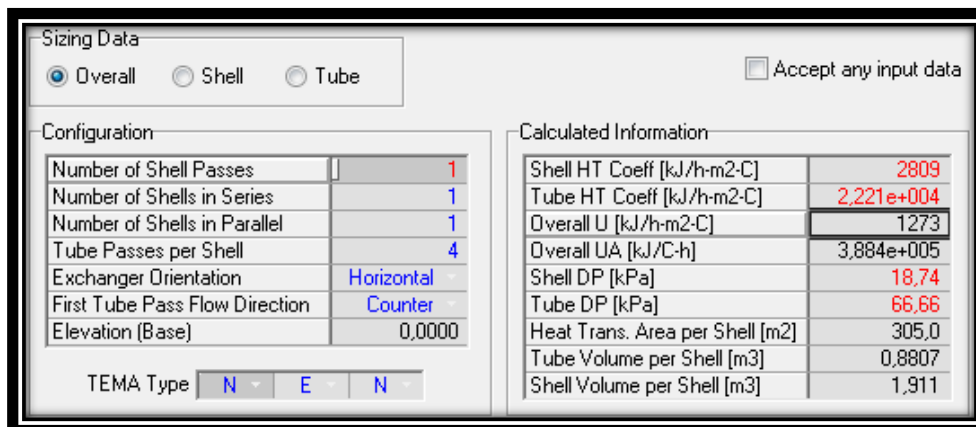 Sizing Data
Overall Shell Tube
Accept any input data
Configuration
Number of Shell Passes 1
Number of Shells in Series 1
Number of Shells in Parallel 1
Tube Passes per Shell 4
Exchanger Orientation Horizontal
First Tube Pass Flow Direction Counter
Elevation (Base) 0,0000
TEMA Type N E N
Calculated Information
Shell HT Coeff [kJ/h-m2-C] 2809
Tube HT Coeff [kJ/h-m2-C] 2,221e+004
Overall U [kJ/h-m2-C] 1273
Overall UA [kJ/C-h] 3,884e+005
Shell DP [kPa] 18,74
Tube DP [kPa] 66,66
Heat Trans. Area per Shell [m2] 305,0
Tube Volume per Shell [m3] 0,8807
Shell Volume per Shell [m3] 1,911